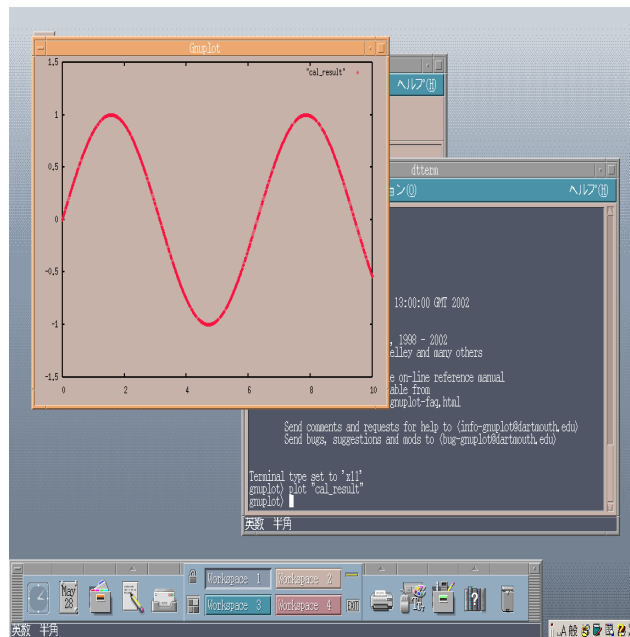 Gnuplot
1.5
1
0.5
0
-0.5
-1
-1.5
0 2 4 6 8 10
"cal_result"
ヘルプ(H)
dtterm
ョン(O) ヘルプ(H)
13:00:00 GMT 2002
, 1998 - 2002
elley and many others
e on-line reference manual
able from
gnuplot-faq.html
Send comments and requests for help to <info-gnuplot@dartmouth.edu>
Send bugs, suggestions and mods to <bug-gnuplot@dartmouth.edu>
Terminal type set to 'x11'
gnuplot> plot "cal_result"
gnuplot>
英数 半角
May
28
Workspace 1
Workspace 2
Workspace 3
Workspace 4
EXIT
英数 半角
A 般